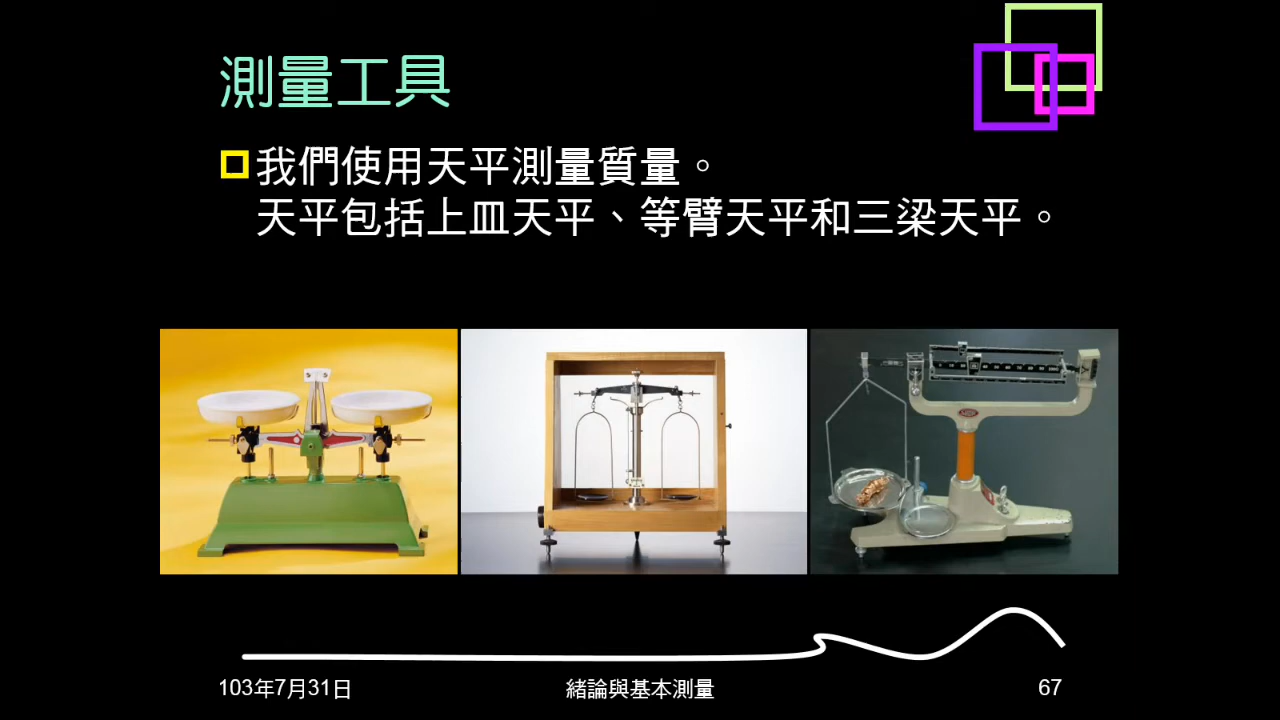 測量工具
我們使用天平測量質量。
天平包括上皿天平、等臂天平和三梁天平。
103年7月31日
緒論與基本測量
67